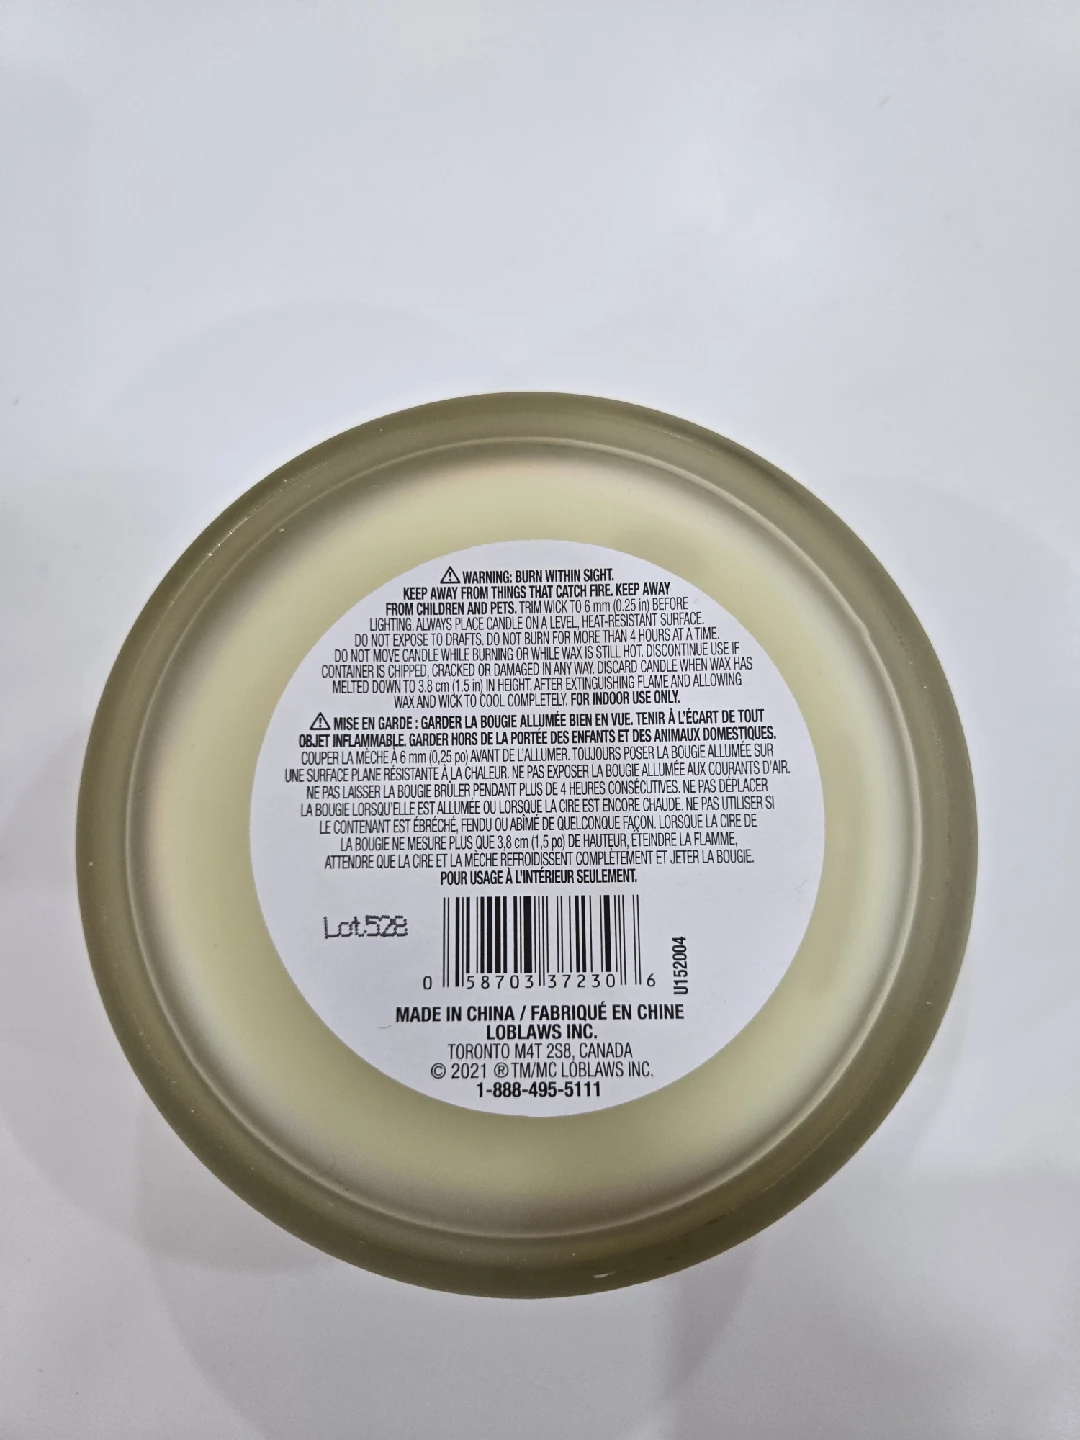 ⚠ WARNING: BURN WITHIN SIGHT.
KEEP AWAY FROM THINGS THAT CATCH FIRE. KEEP AWAY
FROM CHILDREN AND PETS. TRIM WICK TO 6 mm (0.25 in) BEFORE
LIGHTING. ALWAYS PLACE CANDLE ON A LEVEL, HEAT-RESISTANT SURFACE.
DO NOT EXPOSE TO DRAFTS. DO NOT BURN FOR MORE THAN 4 HOURS AT A TIME.
DO NOT MOVE CANDLE WHILE BURNING OR WHILE WAX IS STILL HOT. DISCONTINUE USE IF
CONTAINER IS CHIPPED, CRACKED OR DAMAGED IN ANY WAY. DISCARD CANDLE WHEN WAX HAS
MELTED DOWN TO 3.8 cm (1.5 in) IN HEIGHT. AFTER EXTINGUISHING FLAME AND ALLOWING
WAX AND WICK TO COOL COMPLETELY. FOR INDOOR USE ONLY.
⚠ MISE EN GARDE : GARDER LA BOUGIE ALLUMÉE BIEN EN VUE. TENIR À L'ÉCART DE TOUT
OBJET INFLAMMABLE. GARDER HORS DE LA PORTÉE DES ENFANTS ET DES ANIMAUX DOMESTIQUES.
COUPER LA MÈCHE À 6 mm (0,25 po) AVANT DE L'ALLUMER. TOUJOURS POSER LA BOUGIE ALLUMÉE SUR
UNE SURFACE PLANE RÉSISTANTE À LA CHALEUR. NE PAS EXPOSER LA BOUGIE ALLUMÉE AUX COURANTS D'AIR.
NE PAS LAISSER LA BOUGIE BRÛLER PENDANT PLUS DE 4 HEURES CONSÉCUTIVES. NE PAS DÉPLACER
LA BOUGIE LORSQU'ELLE EST ALLUMÉE OU LORSQUE LA CIRE EST ENCORE CHAUDE. NE PAS UTILISER SI
LE CONTENANT EST ÉBRÉCHÉ, FENDU OU ABÎMÉ DE QUELCONQUE FAÇON. LORSQUE LA CIRE DE
LA BOUGIE NE MESURE PLUS QUE 3,8 cm (1,5 po) DE HAUTEUR, ÉTEINDRE LA FLAMME,
ATTENDRE QUE LA CIRE ET LA MÈCHE REFROIDISSENT COMPLÈTEMENT ET JETER LA BOUGIE.
POUR USAGE À L'INTÉRIEUR SEULEMENT.
Lot528
0 58703 37230 6
U152004
MADE IN CHINA / FABRIQUÉ EN CHINE
LOBLAWS INC.
TORONTO M4T 2S8, CANADA
© 2021 ® TM/MC LOBLAWS INC.
1-888-495-5111